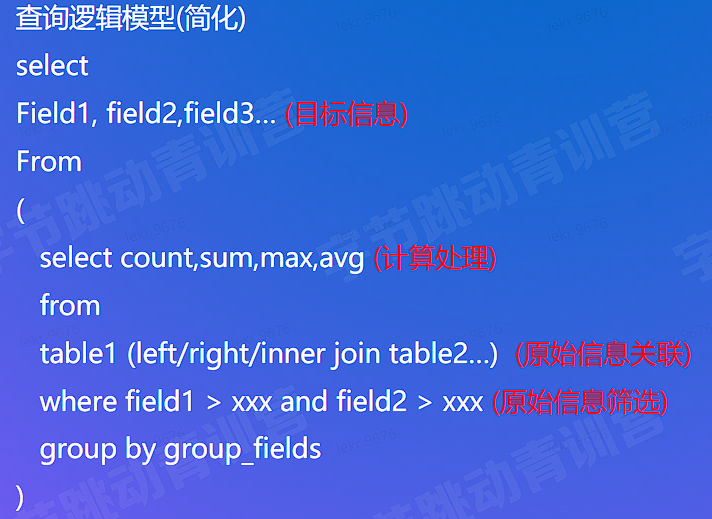 查询逻辑模型(简化)
select
Field1, field2,field3... (目标信息)
From
(
select count,sum,max,avg (计算处理)
from
table1 (left/right/inner join table2...) (原始信息关联)
where field1 > xxx and field2 > xxx (原始信息筛选)
group by group_fields
)
字节跳动青训营